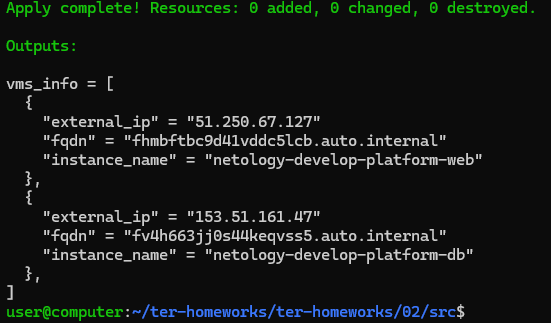 Apply complete! Resources: 0 added, 0 changed, 0 destroyed.
Outputs:
vms_info = [
  {
    "external_ip" = "51.250.67.127"
    "fqdn" = "fhmbftbc9d41vddc5lcb.auto.internal"
    "instance_name" = "netology-develop-platform-web"
  },
  {
    "external_ip" = "153.51.161.47"
    "fqdn" = "fv4h663jj0s44keqvss5.auto.internal"
    "instance_name" = "netology-develop-platform-db"
  },
]
user@computer:~/ter-homeworks/ter-homeworks/02/src$